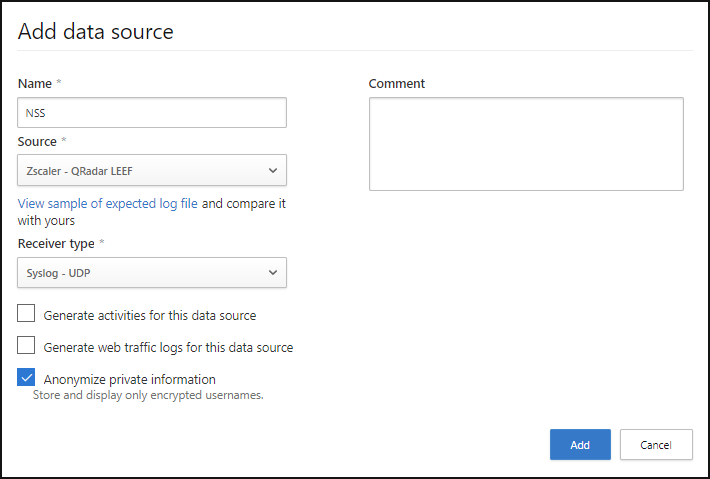 Add data source
Name *
NSS
Source *
Zscaler - QRadar LEEF
View sample of expected log file and compare it
with yours
Receiver type *
Syslog - UDP
Generate activities for this data source
Generate web traffic logs for this data source
Anonymize private information
Store and display only encrypted usernames.
Comment
Add
Cancel